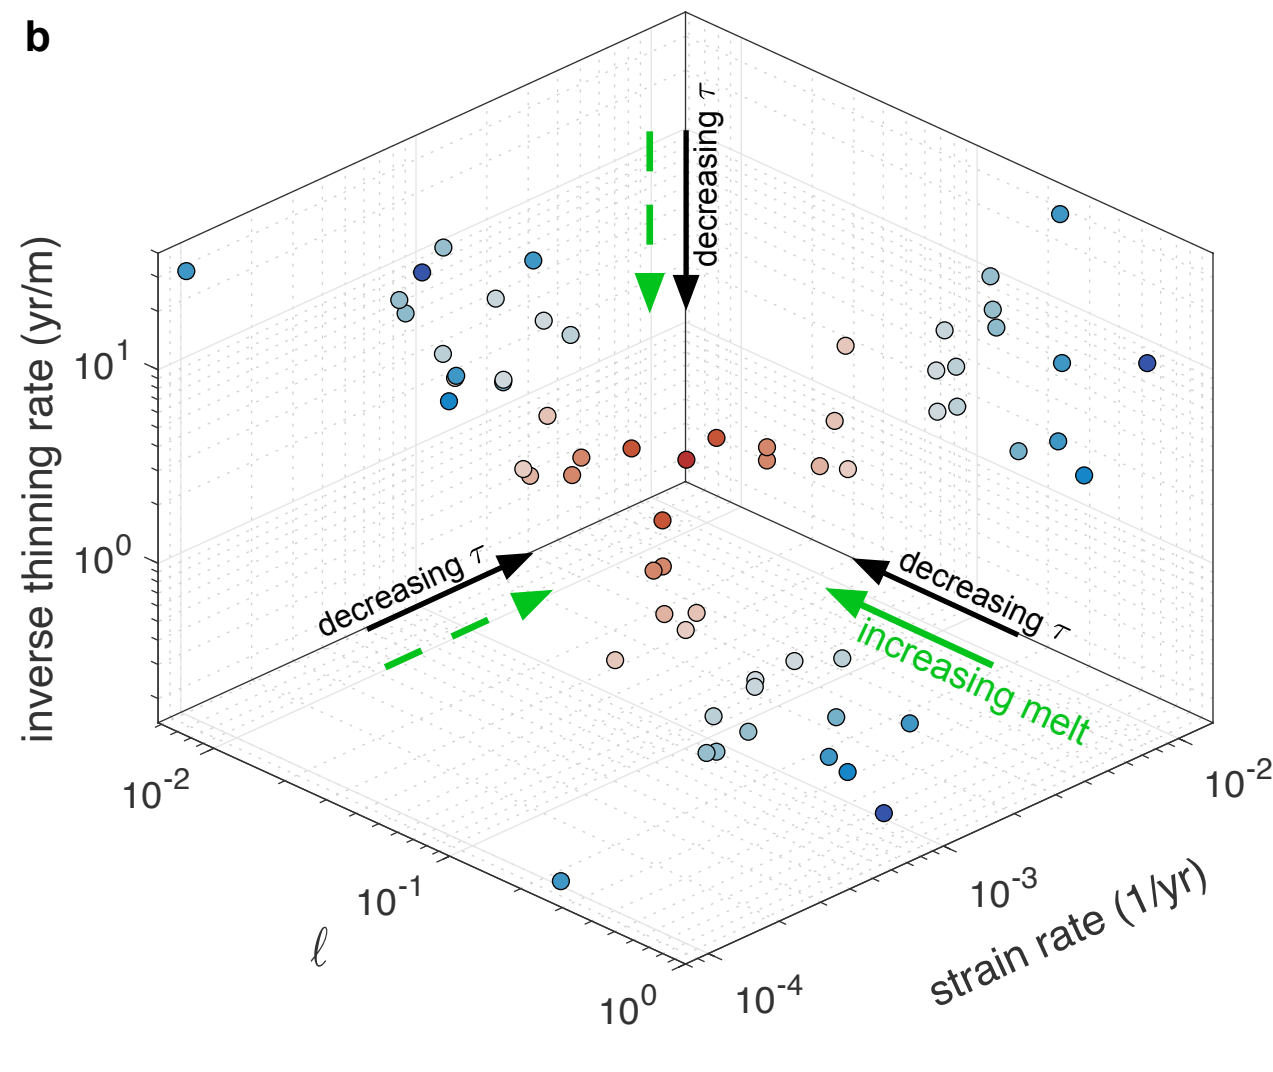 b
decreasing τ
inverse thinning rate (yr/m)
10^1
10^0
decreasing τ
decreasing τ
increasing melt
10^-2
10^-1
10^0
ℓ
10^-4
10^-3
10^-2
strain rate (1/yr)